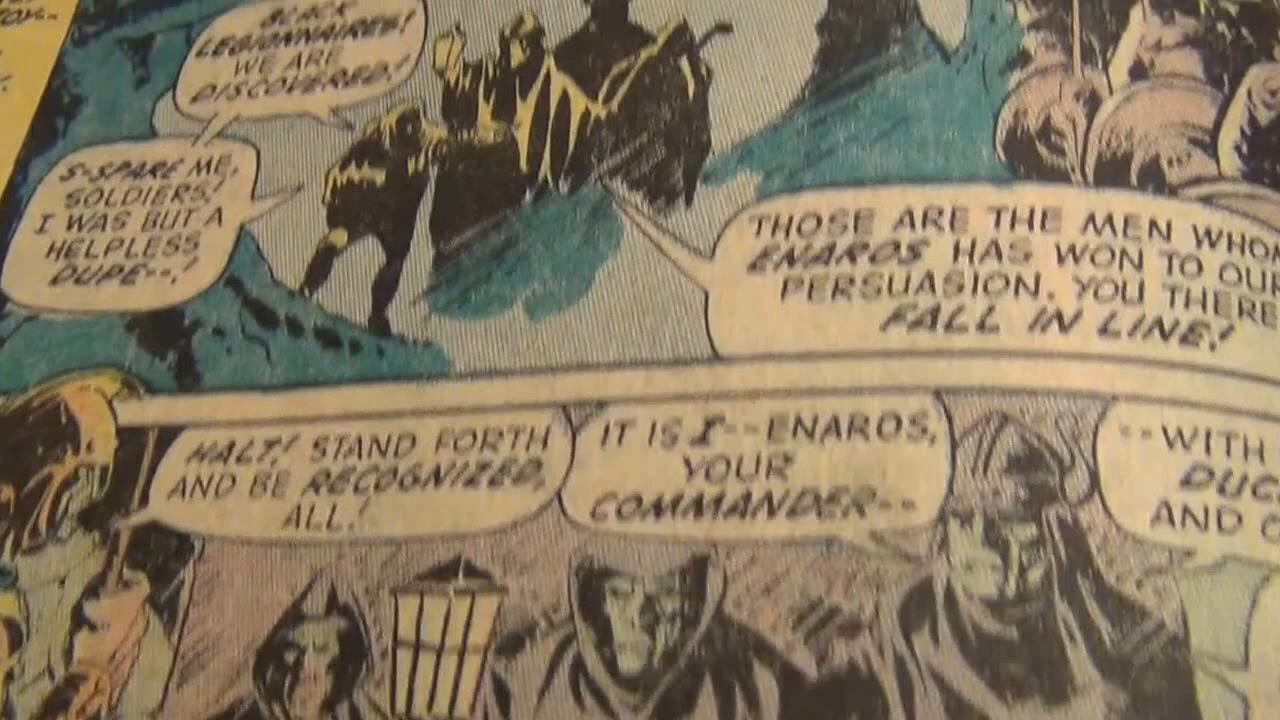 BLACK
LEGIONNAIRES!
WE ARE
DISCOVERED!
S-SPARE ME,
SOLDIERS!
I WAS BUT A
HELPLESS
DUPE--!
THOSE ARE THE MEN WHOM
ENAROS HAS WON TO OUR
PERSUASION. YOU THERE
FALL IN LINE!
HALT! STAND FORTH
AND BE RECOGNIZED,
ALL!
IT IS I--ENAROS,
YOUR
COMMANDER--
--WITH
DUC
AND